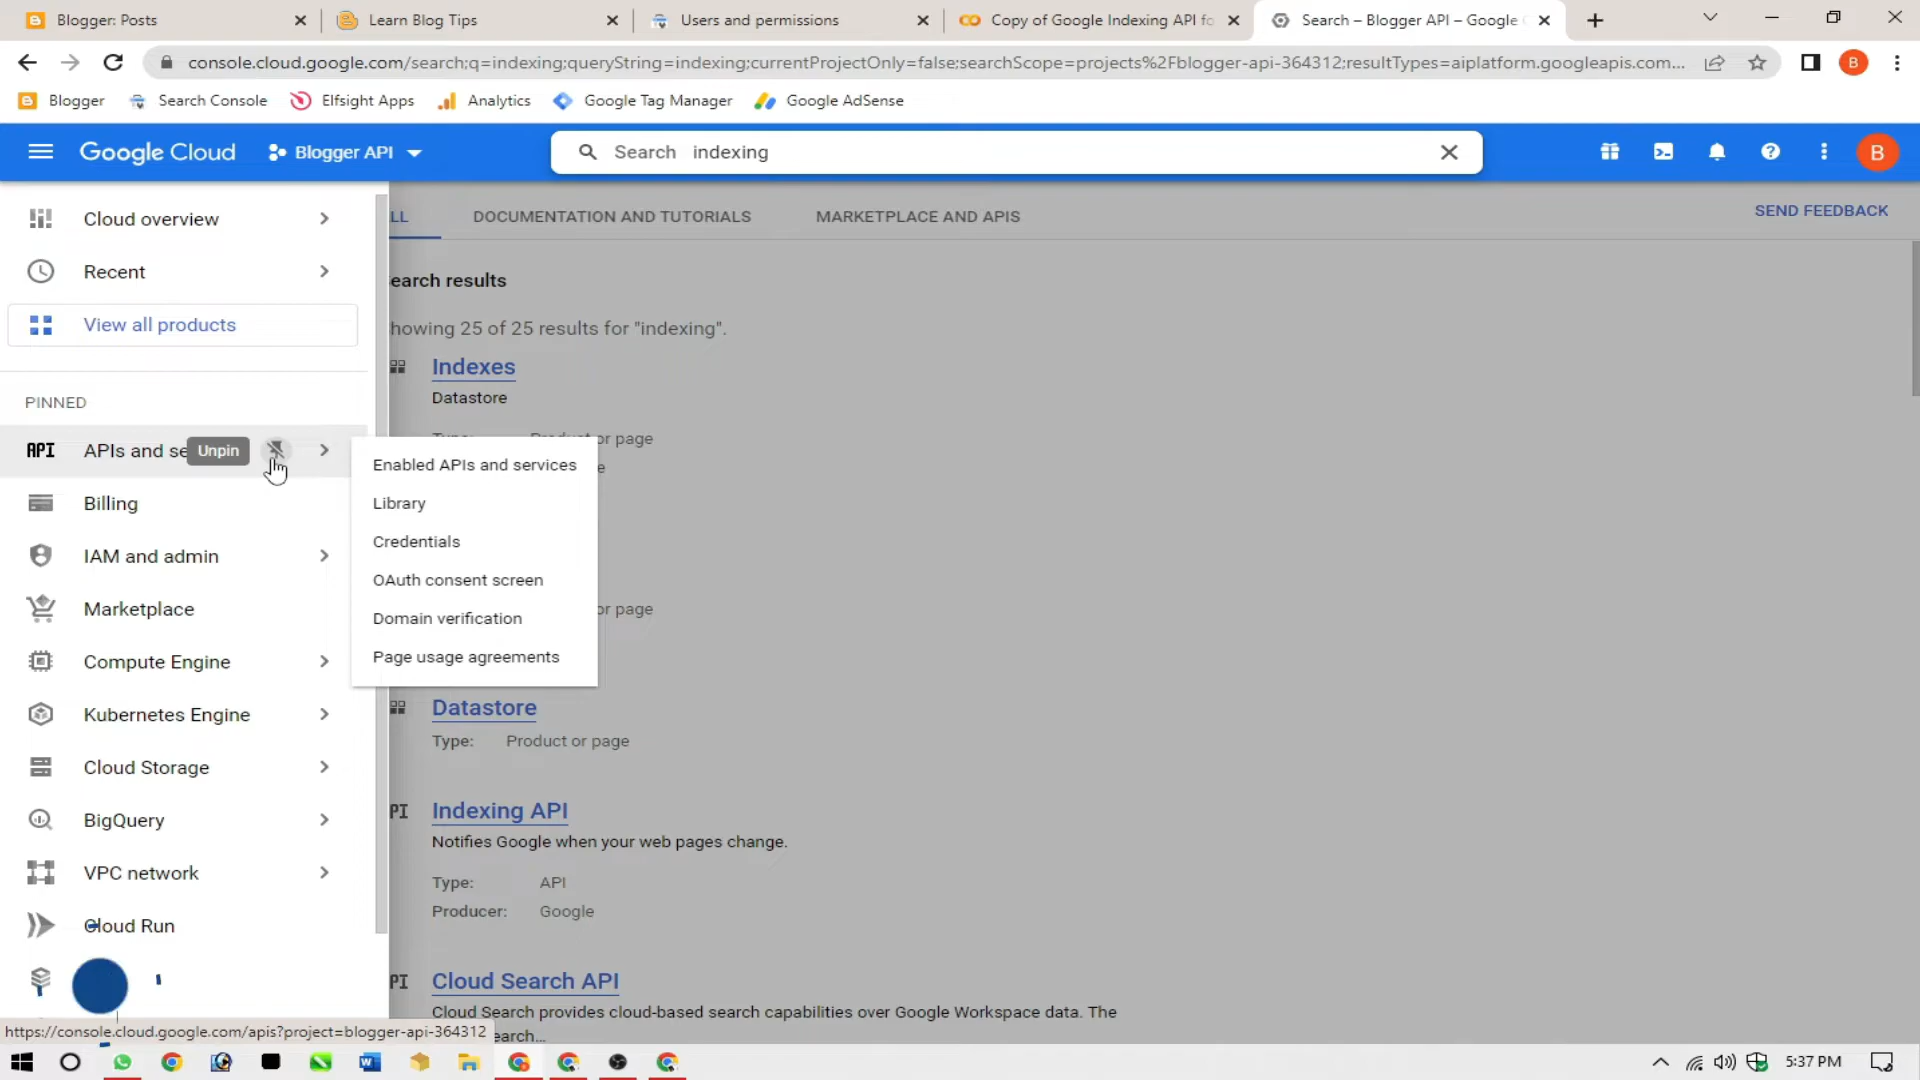 Blogger: Posts
Learn Blog Tips
Users and permissions
Copy of Google Indexing API fo
Search – Blogger API – Google
console.cloud.google.com/search;q=indexing;queryString=indexing;currentProjectOnly=false;searchScope=projects%2Fblogger-api-364312;resultTypes=aiplatform.googleapis.com...
B
Blogger
Search Console
Elfsight Apps
Analytics
Google Tag Manager
Google AdSense
Google Cloud
Blogger API
Search indexing
B
Cloud overview
Recent
View all products
PINNED
API APIs and se
Unpin
Billing
IAM and admin
Marketplace
Compute Engine
Kubernetes Engine
Cloud Storage
BigQuery
VPC network
Cloud Run
Enabled APIs and services
Library
Credentials
OAuth consent screen
Domain verification
Page usage agreements
LL
DOCUMENTATION AND TUTORIALS
MARKETPLACE AND APIS
SEND FEEDBACK
earch results
howing 25 of 25 results for "indexing".
Indexes
Datastore
Type: Product or page
e
or page
Datastore
Type: Product or page
PI Indexing API
Notifies Google when your web pages change.
Type: API
Producer: Google
PI Cloud Search API
Cloud Search provides cloud-based search capabilities over Google Workspace data. The
earch...
https://console.cloud.google.com/apis?project=blogger-api-364312
5:37 PM